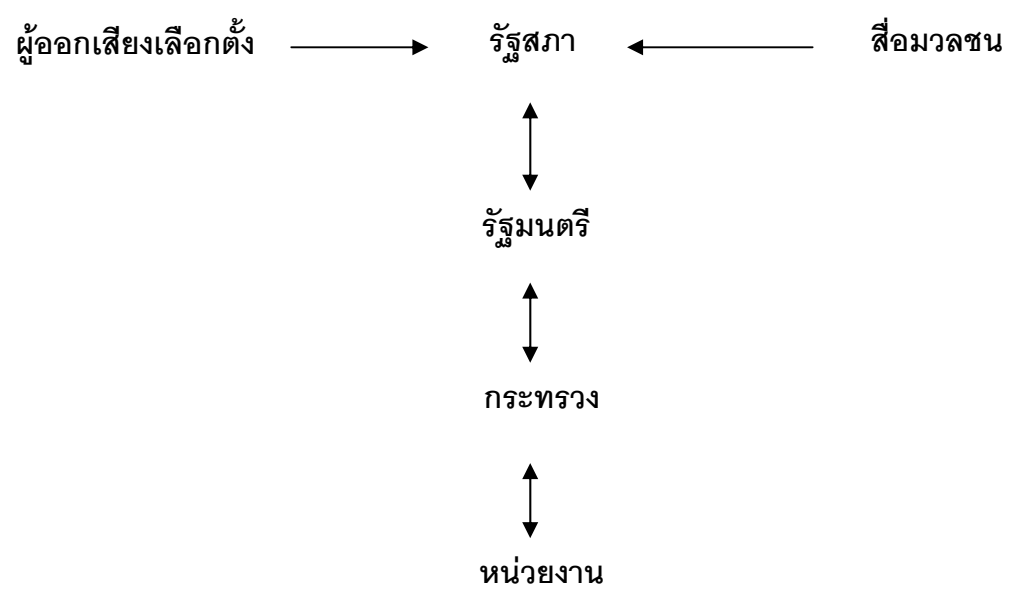 ผู้ออกเสียงเลือกตั้ง รัฐสภา สื่อมวลชน
รัฐมนตรี
กระทรวง
หน่วยงาน